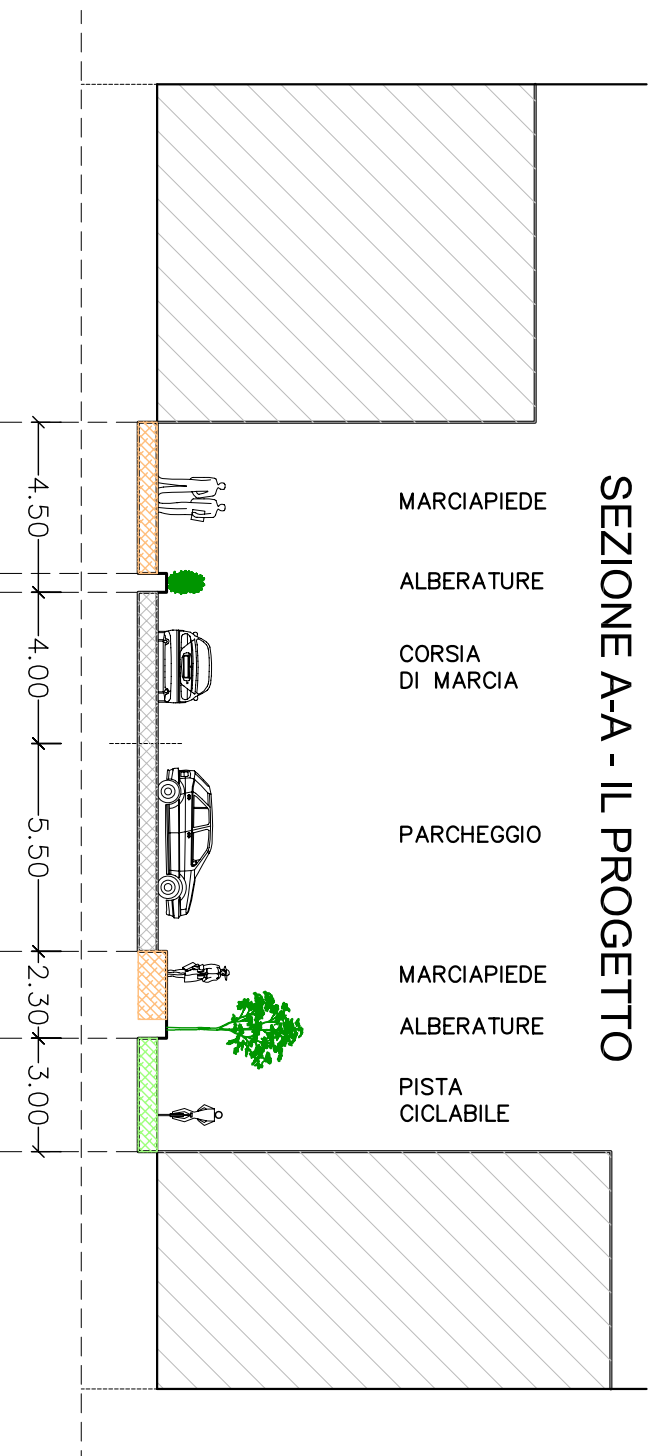 SEZIONE A-A - IL PROGETTO
MARCIAPIEDE
ALBERATURE
CORSIA
DI MARCIA
PARCHEGGIO
MARCIAPIEDE
ALBERATURE
PISTA
CICLABILE
4.50
4.00
5.50
2.30
3.00